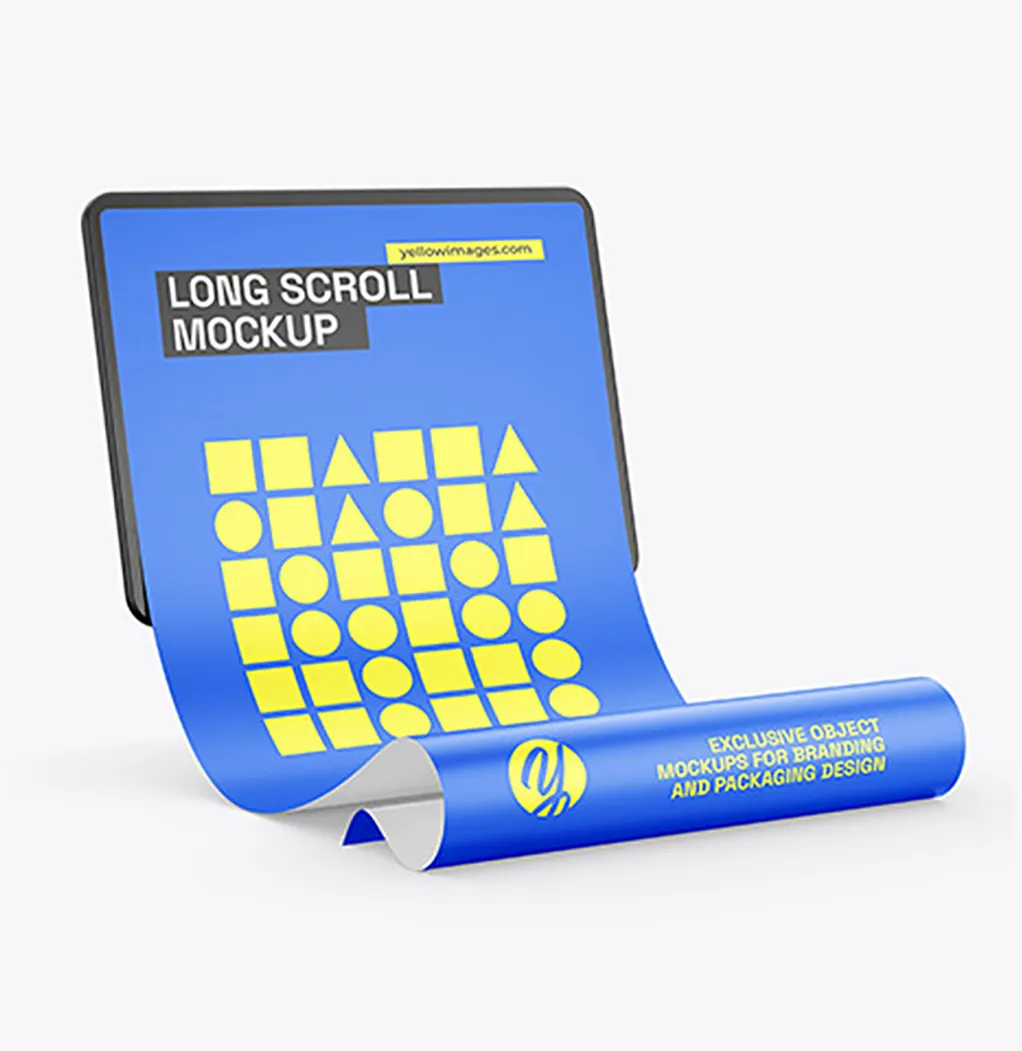 yellowimages.com
LONG SCROLL
MOCKUP
EXCLUSIVE OBJECT
MOCKUPS FOR BRANDING
AND PACKAGING DESIGN